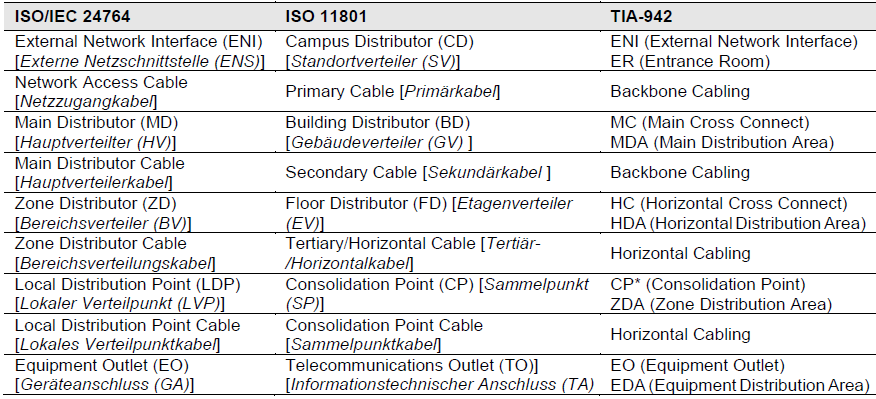 ISO/IEC 24764 ISO 11801 TIA-942
External Network Interface (ENI) Campus Distributor (CD) ENI (External Network Interface)
[Externe Netzschnittstelle (ENS)] [Standortverteiler (SV)] ER (Entrance Room)
Network Access Cable
[Netzzugangkabel] Primary Cable [Primärkabel] Backbone Cabling
Main Distributor (MD) Building Distributor (BD) MC (Main Cross Connect)
[Hauptverteilter (HV)] [Gebäudeverteiler (GV) ] MDA (Main Distribution Area)
Main Distributor Cable
[Hauptverteilerkabel] Secondary Cable [Sekundärkabel ] Backbone Cabling
Zone Distributor (ZD) Floor Distributor (FD) [Etagenverteiler HC (Horizontal Cross Connect)
[Bereichsverteiler (BV)] (EV)] HDA (Horizontal Distribution Area)
Zone Distributor Cable Tertiary/Horizontal Cable [Tertiär- Horizontal Cabling
[Bereichsverteilungskabel] /Horizontalkabel]
Local Distribution Point (LDP) Consolidation Point (CP) [Sammelpunkt CP* (Consolidation Point)
[Lokaler Verteilpunkt (LVP)] (SP)] ZDA (Zone Distribution Area)
Local Distribution Point Cable Consolidation Point Cable Horizontal Cabling
[Lokales Verteilpunktkabel] [Sammelpunktkabel]
Equipment Outlet (EO) Telecommunications Outlet (TO)] EO (Equipment Outlet)
[Geräteanschluss (GA)] [Informationstechnischer Anschluss (TA) EDA (Equipment Distribution Area)